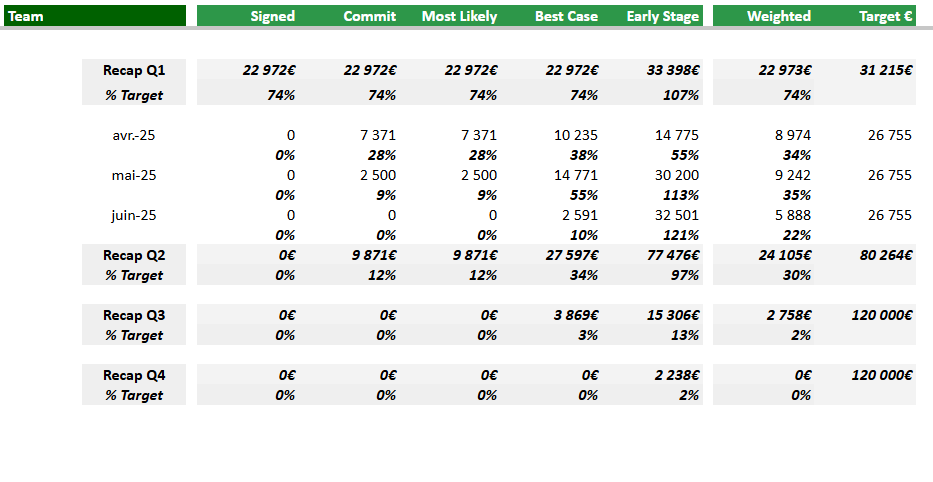 Team Signed Commit Most Likely Best Case Early Stage Weighted Target €
Recap Q1 22 972€ 22 972€ 22 972€ 22 972€ 33 398€ 22 973€ 31 215€
% Target 74% 74% 74% 74% 107% 74%
avr.-25 0 7 371 7 371 10 235 14 775 8 974 26 755
0% 28% 28% 38% 55% 34%
mai-25 0 2 500 2 500 14 771 30 200 9 242 26 755
0% 9% 9% 55% 113% 35%
juin-25 0 0 0 2 591 32 501 5 888 26 755
0% 0% 0% 10% 121% 22%
Recap Q2 0€ 9 871€ 9 871€ 27 597€ 77 476€ 24 105€ 80 264€
% Target 0% 12% 12% 34% 97% 30%
Recap Q3 0€ 0€ 0€ 3 869€ 15 306€ 2 758€ 120 000€
% Target 0% 0% 0% 3% 13% 2%
Recap Q4 0€ 0€ 0€ 0€ 2 238€ 0€ 120 000€
% Target 0% 0% 0% 0% 2% 0%